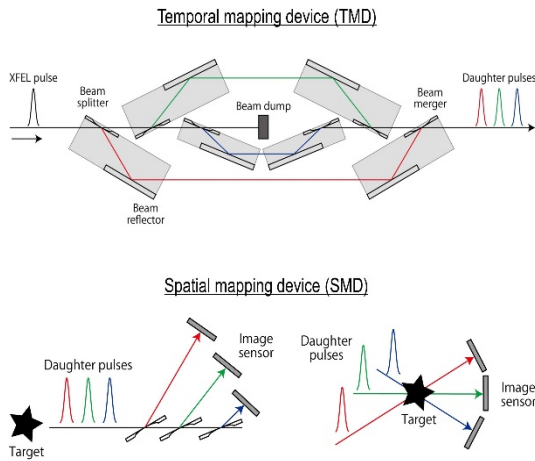 Temporal mapping device (TMD)
XFEL pulse
Beam
splitter
Beam dump
Beam
merger
Daughter pulses
Beam
reflector
Spatial mapping device (SMD)
Daughter pulses
Image
sensor
Target
Daughter
pulses
Image
sensor
Target